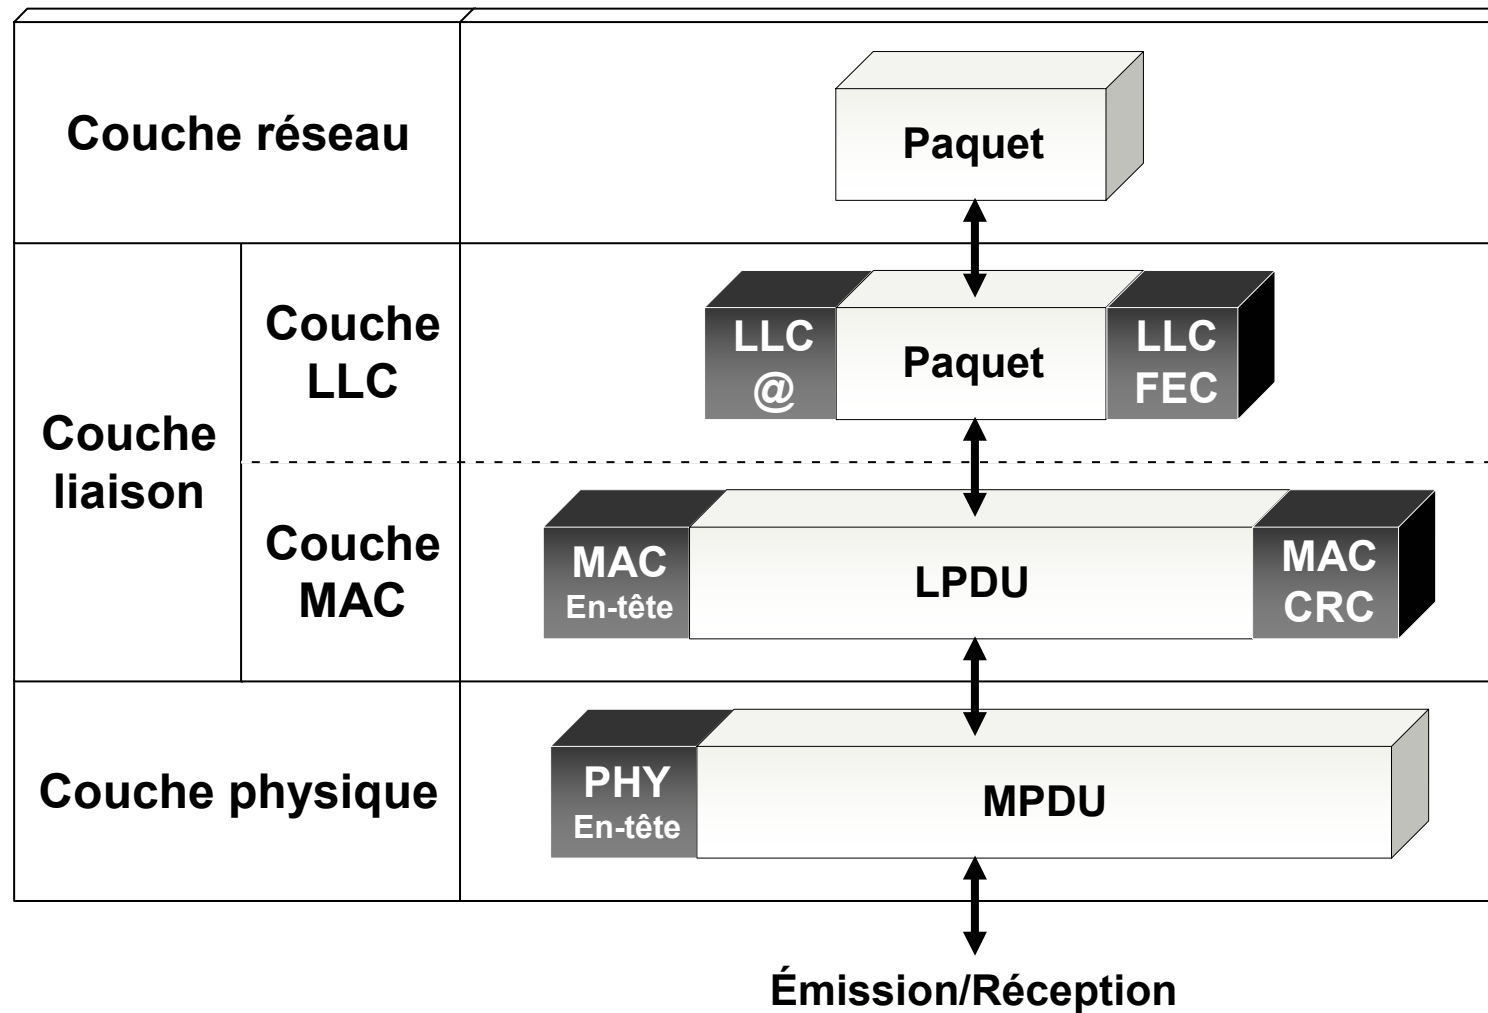 Couche réseau
Paquet
Couche
liaison
Couche
LLC
LLC
@
Paquet
LLC
FEC
Couche
MAC
MAC
En-tête
LPDU
MAC
CRC
Couche physique
PHY
En-tête
MPDU
Émission/Réception